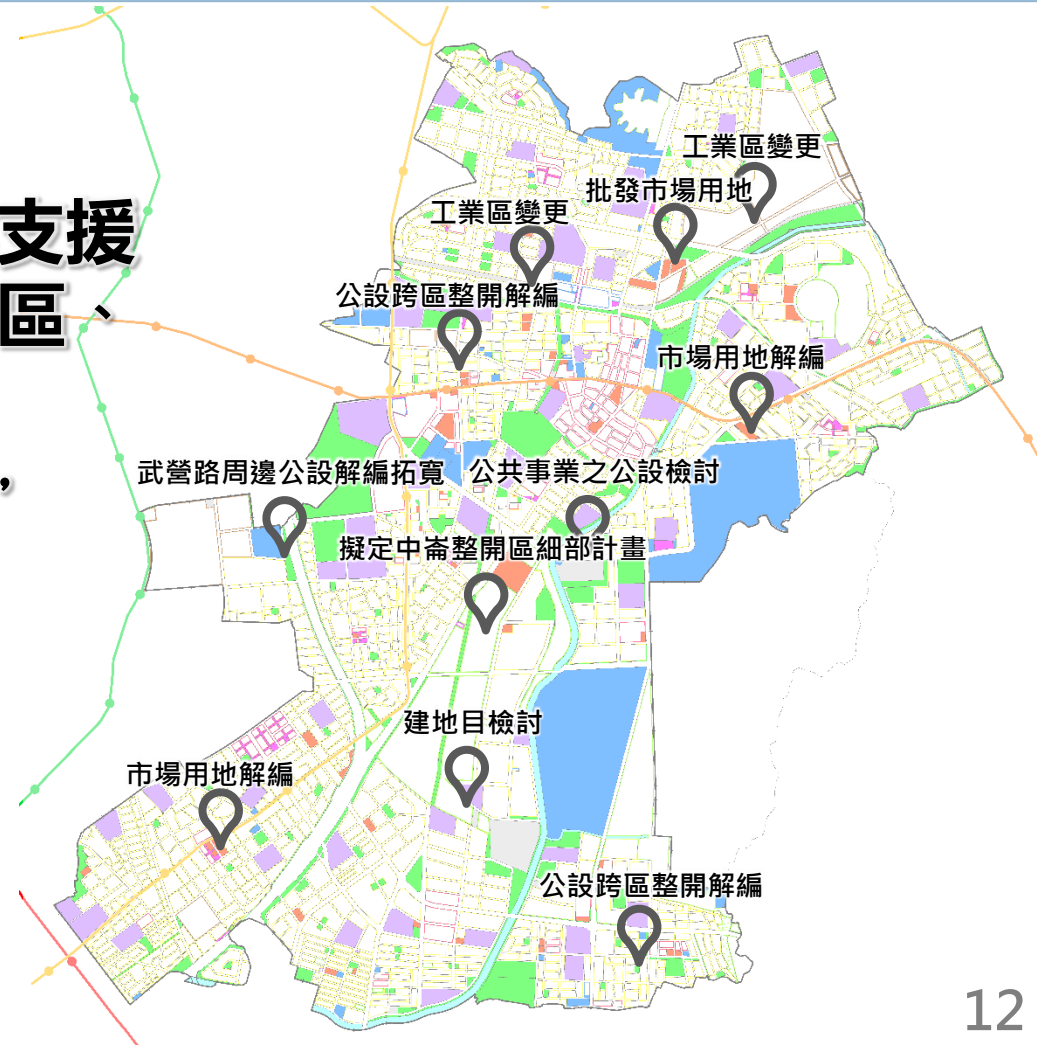 工業區變更
批發市場用地
支援
工業區變更
區、
公設跨區整開解編
市場用地解編
武營路周邊公設解編拓寬
公共事業之公設檢討
，
擬定中崙整開區細部計畫
建地目檢討
市場用地解編
公設跨區整開解編
12